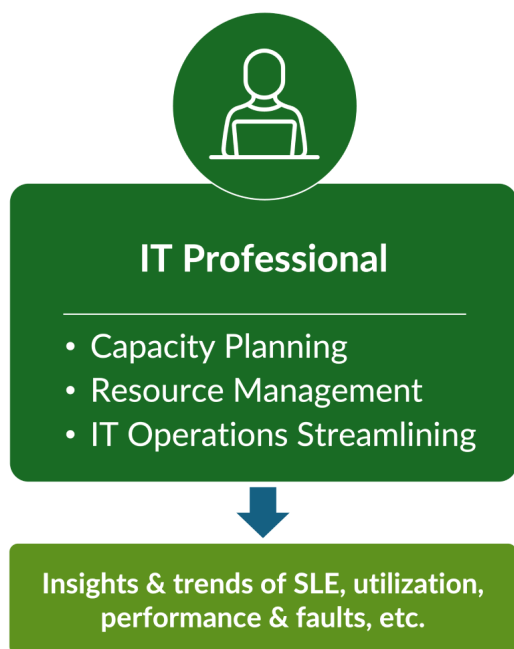 IT Professional
• Capacity Planning
• Resource Management
• IT Operations Streamlining
Insights & trends of SLE, utilization,
performance & faults, etc.